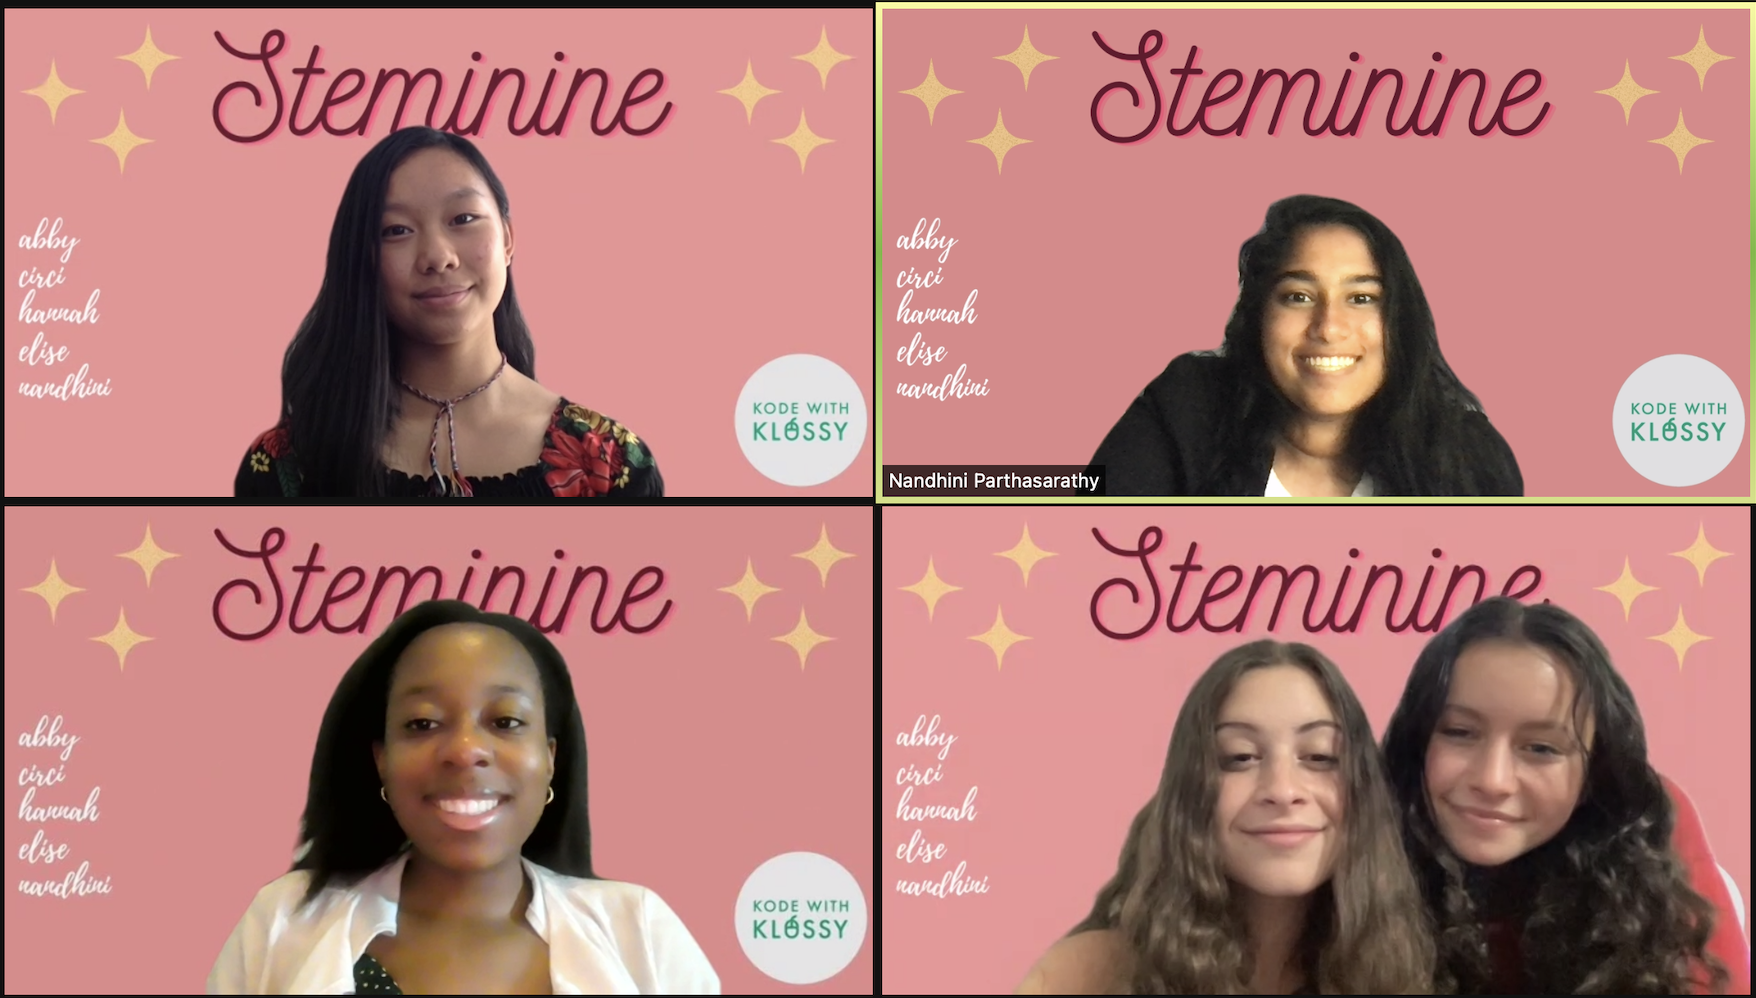 Steminine
abby
circi
hannah
elise
nandhini
KODE WITH
KLOSSY
Steminine
abby
circi
hannah
elise
nandhini
KODE WITH
KLOSSY
Nandhini Parthasarathy
Steminine
abby
circi
hannah
elise
nandhini
KODE WITH
KLOSSY
Steminine
abby
circi
hannah
elise
nandhini